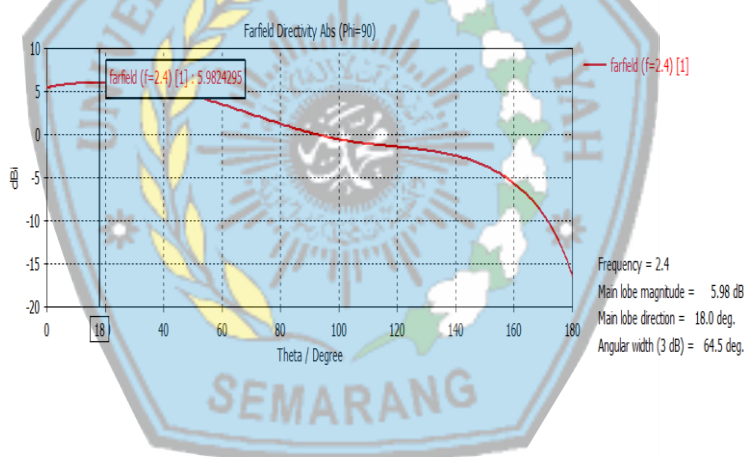 Farfield Directivity Abs (Phi=90)
10
5
0
-5
-10
-15
-20
dBi
farfield (f=2.4) [1] : 5.9824295
farfield (f=2.4) [1]
0
18
40
60
80
100
120
140
160
180
Theta / Degree
Frequency = 2.4
Main lobe magnitude = 5.98 dB
Main lobe direction = 18.0 deg.
Angular width (3 dB) = 64.5 deg.
SEMARANG